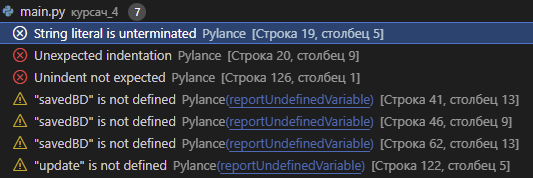 main.py курсач_4 7
String literal is unterminated Pylance [Строка 19, столбец 5]
Unexpected indentation Pylance [Строка 20, столбец 9]
Unindent not expected Pylance [Строка 126, столбец 1]
"savedBD" is not defined Pylance(reportUndefinedVariable) [Строка 41, столбец 13]
"savedBD" is not defined Pylance(reportUndefinedVariable) [Строка 46, столбец 9]
"savedBD" is not defined Pylance(reportUndefinedVariable) [Строка 62, столбец 13]
"update" is not defined Pylance(reportUndefinedVariable) [Строка 122, столбец 5]